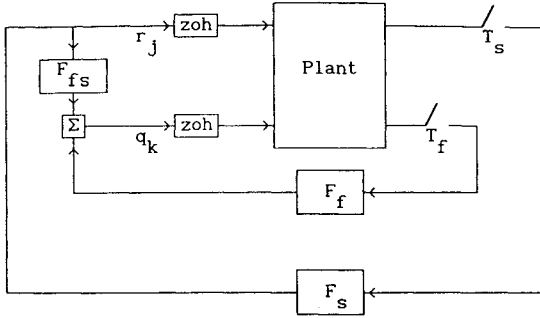 r_j
zoh
Plant
T_s
F_fs
Σ
q_k
zoh
T_f
F_f
F_s